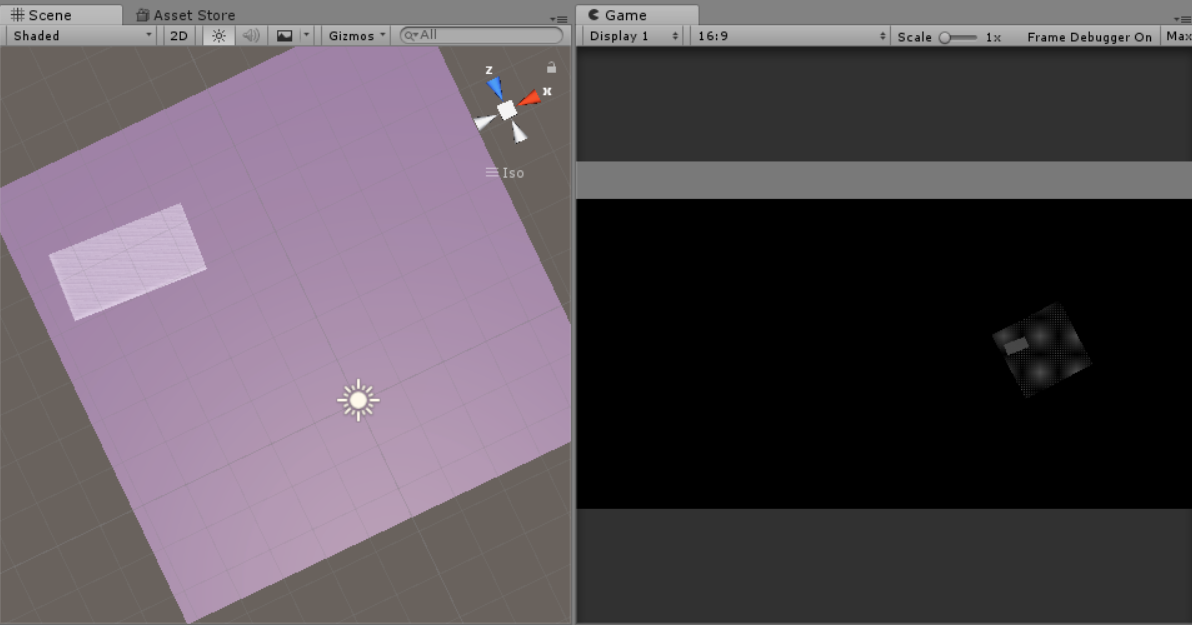 Scene Asset Store
Shaded 2D Gizmos All
z
x
Iso
Game
Display 1 16:9 Scale 1x Frame Debugger On Max